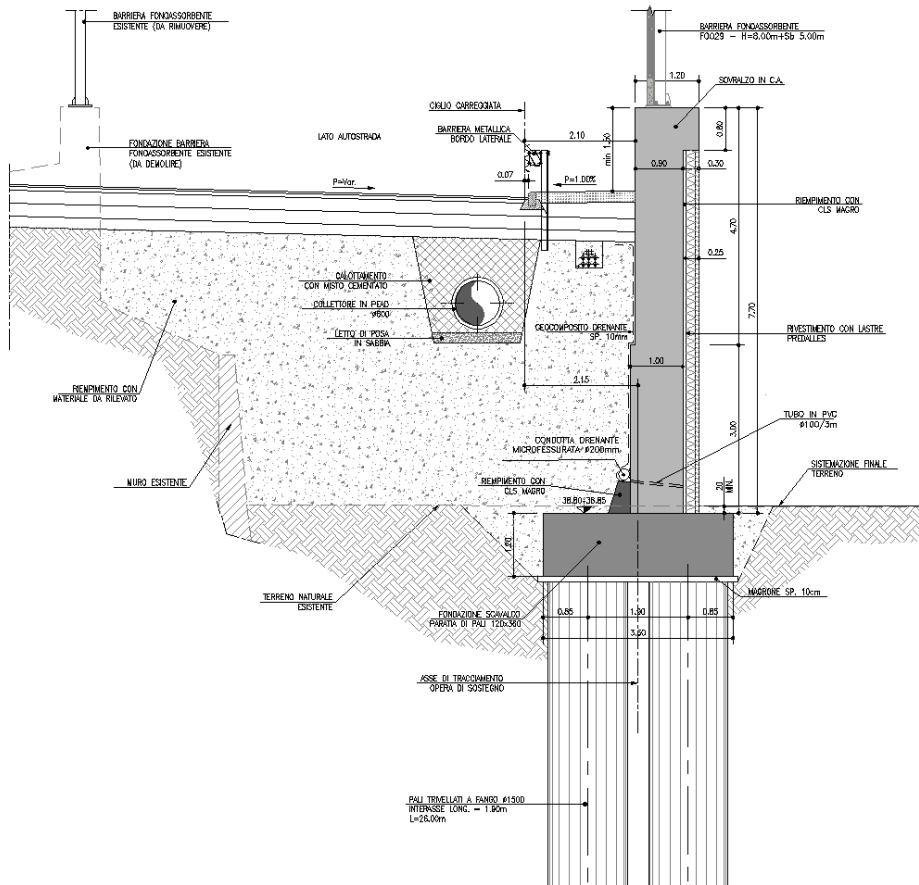 BARRIERA FONOASSORBENTE
ESISTENTE (DA RIMUOVERE)
BARRIERA FONOASSORBENTE
FO029 - H=8.00m+Sb 5.00m
1.20
SOVRALZO IN C.A.
CIGLIO CARREGGIATA
BARRIERA METALLICA
BORDO LATERALE
2.10
min 1.50
0.80
LATO AUTOSTRADA
FONDAZIONE BARRIERA
FONOASSORBENTE ESISTENTE
(DA DEMOLIRE)
0.07
P=Var.
P=1.00%
0.90
0.30
RIEMPIMENTO CON
CLS MAGRO
4.70
0.25
7.70
CALOTTAMENTO
CON MISTO CEMENTATO
COLLETTORE IN PEAD
ø600
LETTO DI POSA
IN SABBIA
GEOCOMPOSITO DRENANTE
SP. 10mm
RIVESTIMENTO CON LASTRE
PREDALLES
1.00
2.15
RIEMPIMENTO CON
MATERIALE DA RILEVATO
TUBO IN PVC
ø100/3m
3.00
CONDOTTA DRENANTE
MICROFESSURATA ø200mm
SISTEMAZIONE FINALE
TERRENO
MURO ESISTENTE
RIEMPIMENTO CON
CLS MAGRO
20
MIN.
38.80÷38.85
1.20
TERRENO NATURALE
ESISTENTE
MAGRONE SP. 10cm
FONDAZIONE SCAVALCO
PARATIA DI PALI 120x360
0.85
1.90
0.85
3.60
ASSE DI TRACCIAMENTO
OPERA DI SOSTEGNO
PALI TRIVELLATI A FANGO ø1500
INTERASSE LONG. = 1.90m
L=26.00m